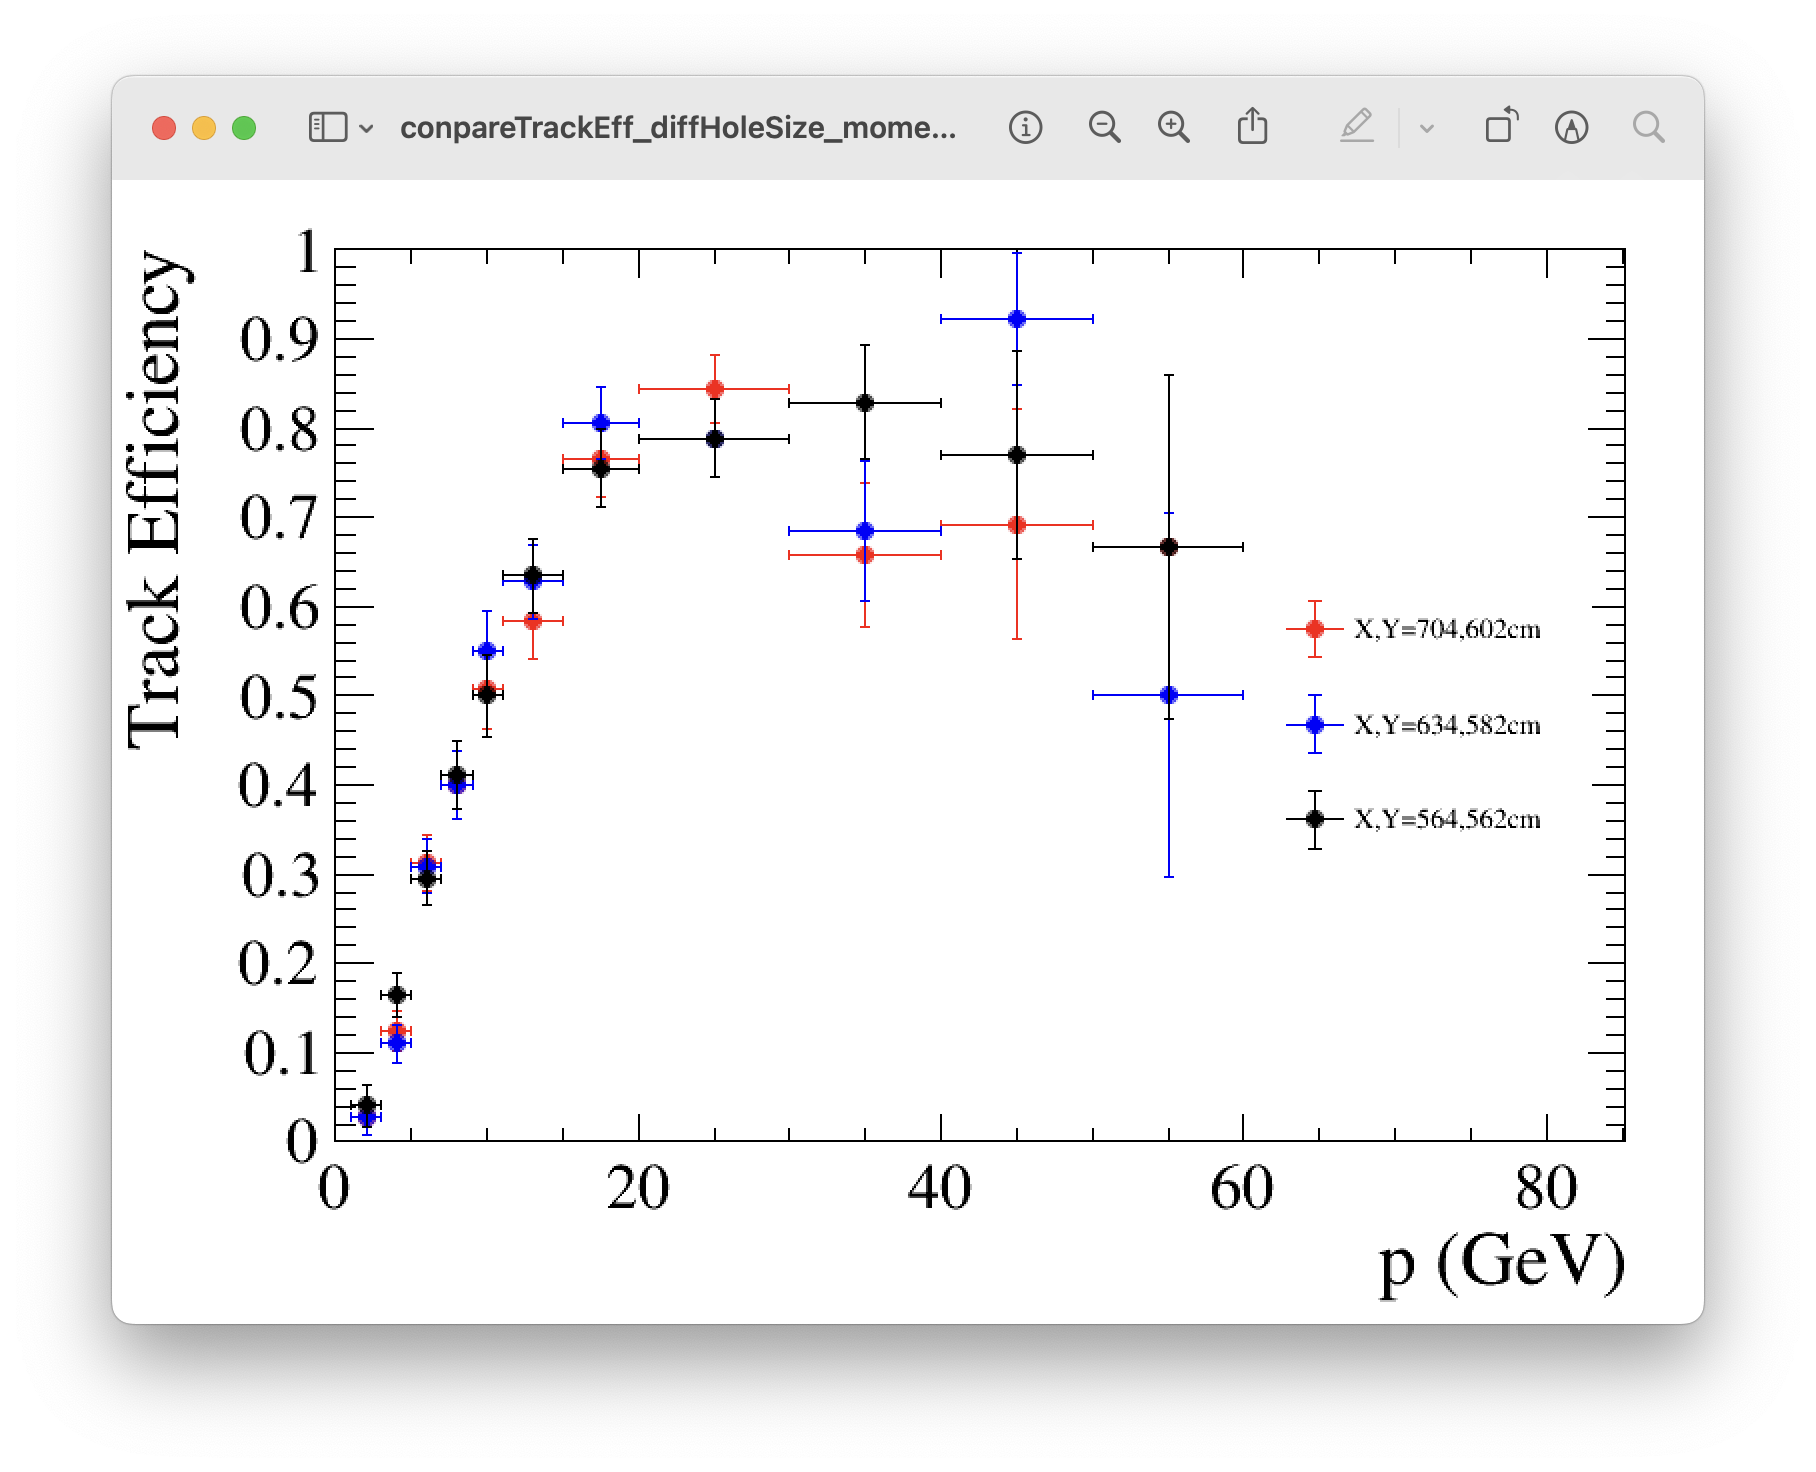 conpareTrackEff_diffHoleSize_mome...
Track Efficiency
1
0.9
0.8
0.7
0.6
0.5
0.4
0.3
0.2
0.1
0
X,Y=704,602cm
X,Y=634,582cm
X,Y=564,562cm
0 20 40 60 80
p (GeV)